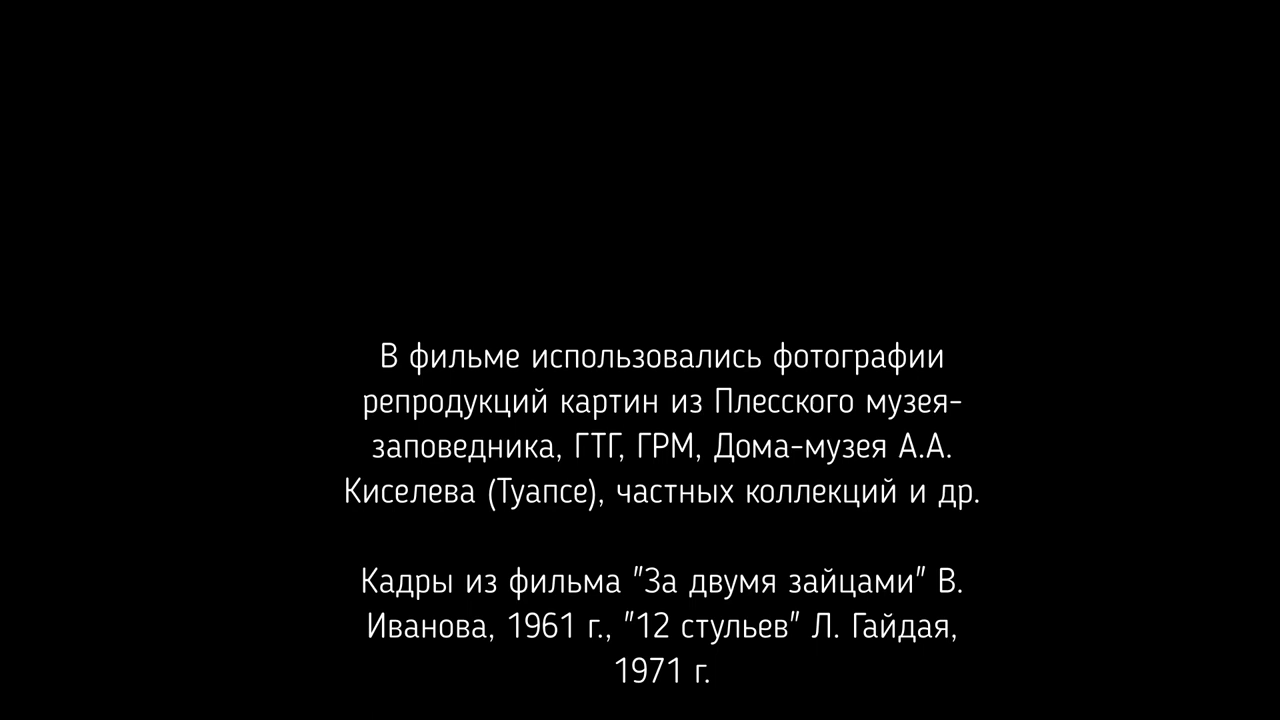 В фильме использовались фотографии
репродукций картин из Плесского музея-
заповедника, ГТГ, ГРМ, Дома-музея А.А.
Киселева (Туапсе), частных коллекций и др.
Кадры из фильма "За двумя зайцами" В.
Иванова, 1961 г., "12 стульев" Л. Гайдая,
1971 г.